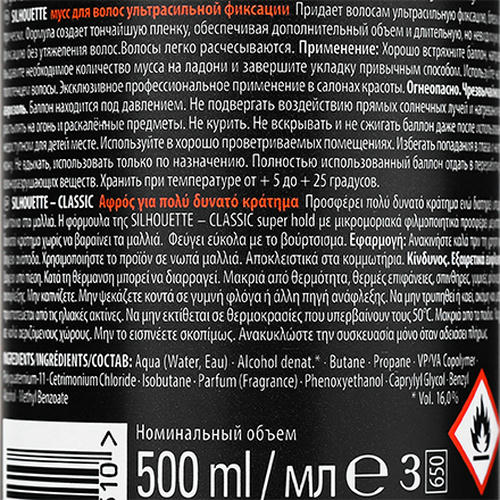 SILHOUETTE мусс для волос ультрасильной фиксации Придает волосам ультрасильную фиксацию,
Формула создает тончайшую пленку, обеспечивая дополнительный объем и длительную, но
фиксацию без утяжеления волос. Волосы легко расчесываются. Применение: Хорошо встряхните баллон,
необходимое количество мусса на ладони и завершите укладку привычным способом.
волосы. Эксклюзивное профессиональное применение в салонах красоты. Огнеопасно. Чрезвычайно
Баллон находится под давлением. Не подвергать воздействию прямых солнечных лучей и
на огонь и раскалённые предметы. Не курить. Не вскрывать и не сжигать баллон даже после
для детей месте. Используйте в хорошо проветриваемых помещениях. Избегать попадания в глаза и
Не вдыхать, использовать только по назначению. Полностью использованный баллон отдать в
загрязняющих веществ. Хранить при температуре от + 5 до + 25 градусов.
SILHOUETTE – CLASSIC Αφρός για πολύ δυνατό κράτημα Προσφέρει πολύ δυνατό κράτημα ενώ
στα μαλλιά. Η φόρμουλα της SILHOUETTE – CLASSIC super hold με μικρομοριακά φιλμοποιητικά προσφέρει
κράτημα χωρίς να βαραίνει τα μαλλιά. Φεύγει εύκολα με το βούρτσισμα. Εφαρμογή: Ανακινήστε καλά πριν τη
Χρησιμοποιήστε το προϊόν σε νωπά μαλλιά. Αποκλειστικά στα κομμωτήρια. Κίνδυνος. Εξαιρετικά
υπό πίεση. Κατά τη θέρμανση μπορεί να διαρραγεί. Μακριά από θερμότητα, θερμές επιφάνειες, σπινθήρες,
Μην καπνίζετε. Μην ψεκάζετε κοντά σε γυμνή φλόγα ή άλλη πηγή ανάφλεξης. Να μην τρυπηθεί ή καεί,
από τις ηλιακές ακτίνες. Να μην εκτίθεται σε θερμοκρασίες που υπερβαίνουν τους 50°C. Μακριά από τα παιδιά.
αεριζόμενους χώρους. Μην το εισπνέετε σκοπίμως. Ανακυκλώστε την συσκευασία μόνο όταν αδειάσει
INGREDIENTS/INGRÉDIENTS/СОСТАВ: Aqua (Water, Eau) • Alcohol denat.* • Butane • Propane • VP/VA Copolymer •
Polyquaternium-11 • Cetrimonium Chloride • Isobutane • Parfum (Fragrance) • Phenoxyethanol • Caprylyl Glycol • Benzyl
Alcohol • Methyl Benzoate
* Vol. 16,0%
Номинальный объем
500 ml / мл ℮ 3 650